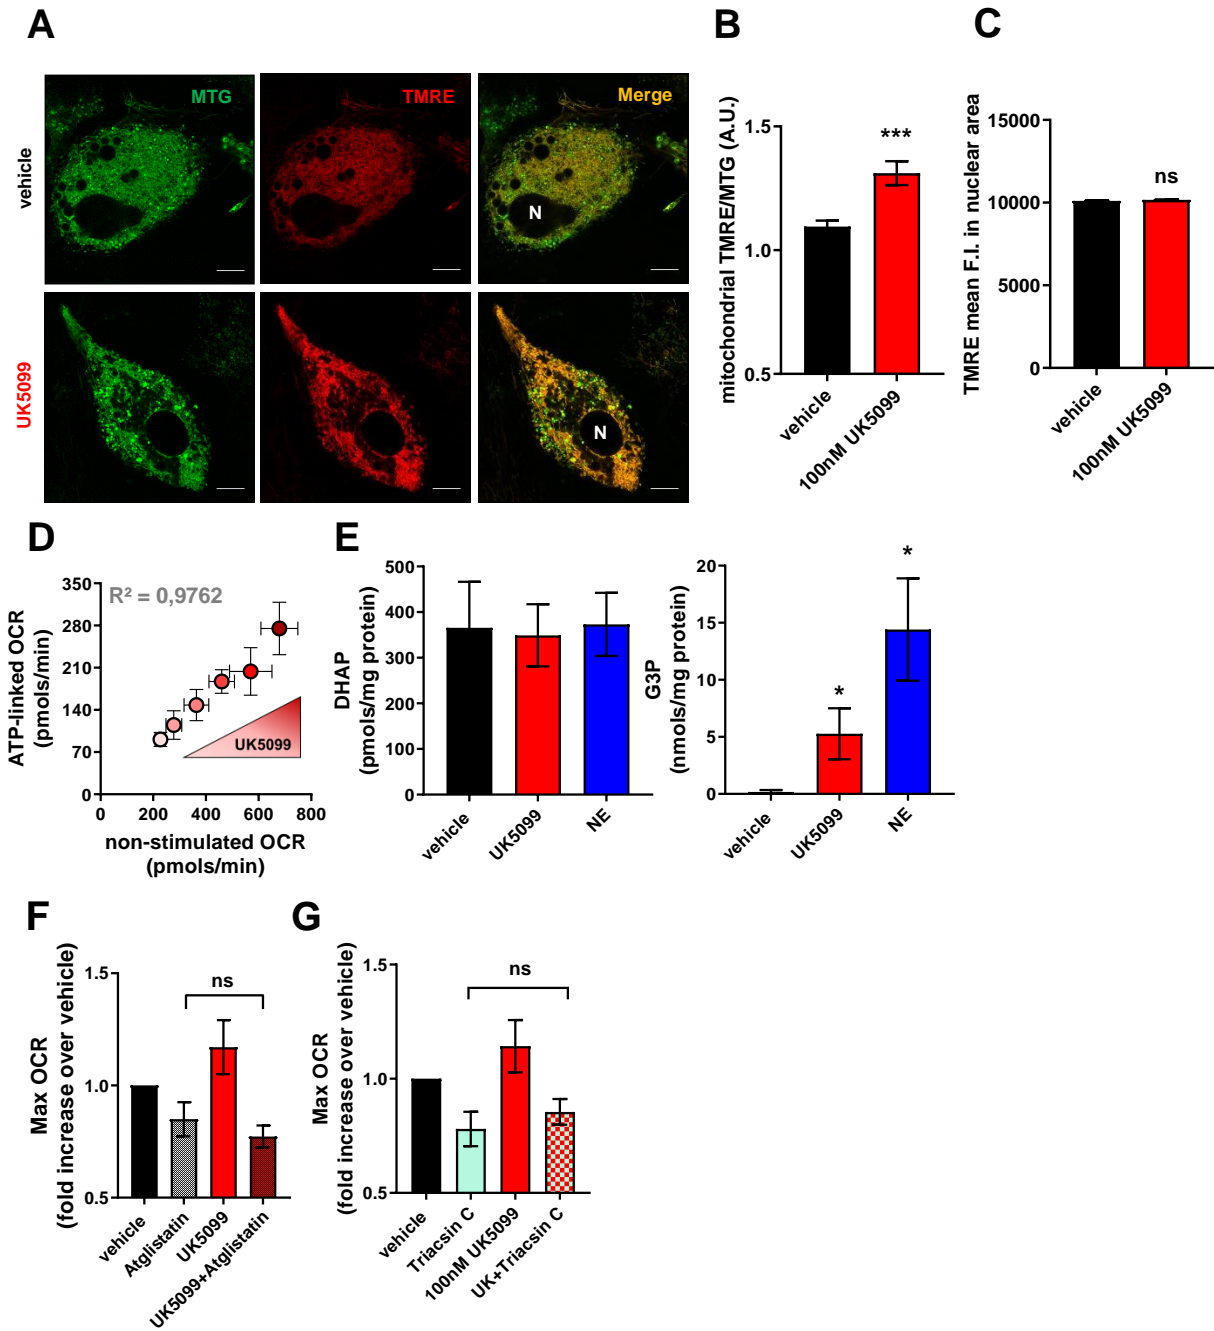 A
B
C
MTG
TMRE
Merge
vehicle
N
UK5099
N
mitochondrial TMRE/MTG (A.U.)
1.5
1.0
0.5
***
vehicle
100nM UK5099
TMRE mean F.I. in nuclear area
15000
10000
5000
0
ns
vehicle
100nM UK5099
D
ATP-linked OCR
(pmols/min)
350
280
210
140
70
0
R² = 0,9762
UK5099
0
200
400
600
800
non-stimulated OCR
(pmols/min)
E
DHAP
(pmols/mg protein)
500
400
300
200
100
0
vehicle
UK5099
NE
G3P
(nmols/mg protein)
20
15
10
5
0
*
*
vehicle
UK5099
NE
F
Max OCR
(fold increase over vehicle)
1.5
1.0
0.5
ns
vehicle
Atglistatin
UK5099
UK5099+Atglistatin
G
Max OCR
(fold increase over vehicle)
1.5
1.0
0.5
ns
vehicle
Triacsin C
100nM UK5099
UK+Triacsin C